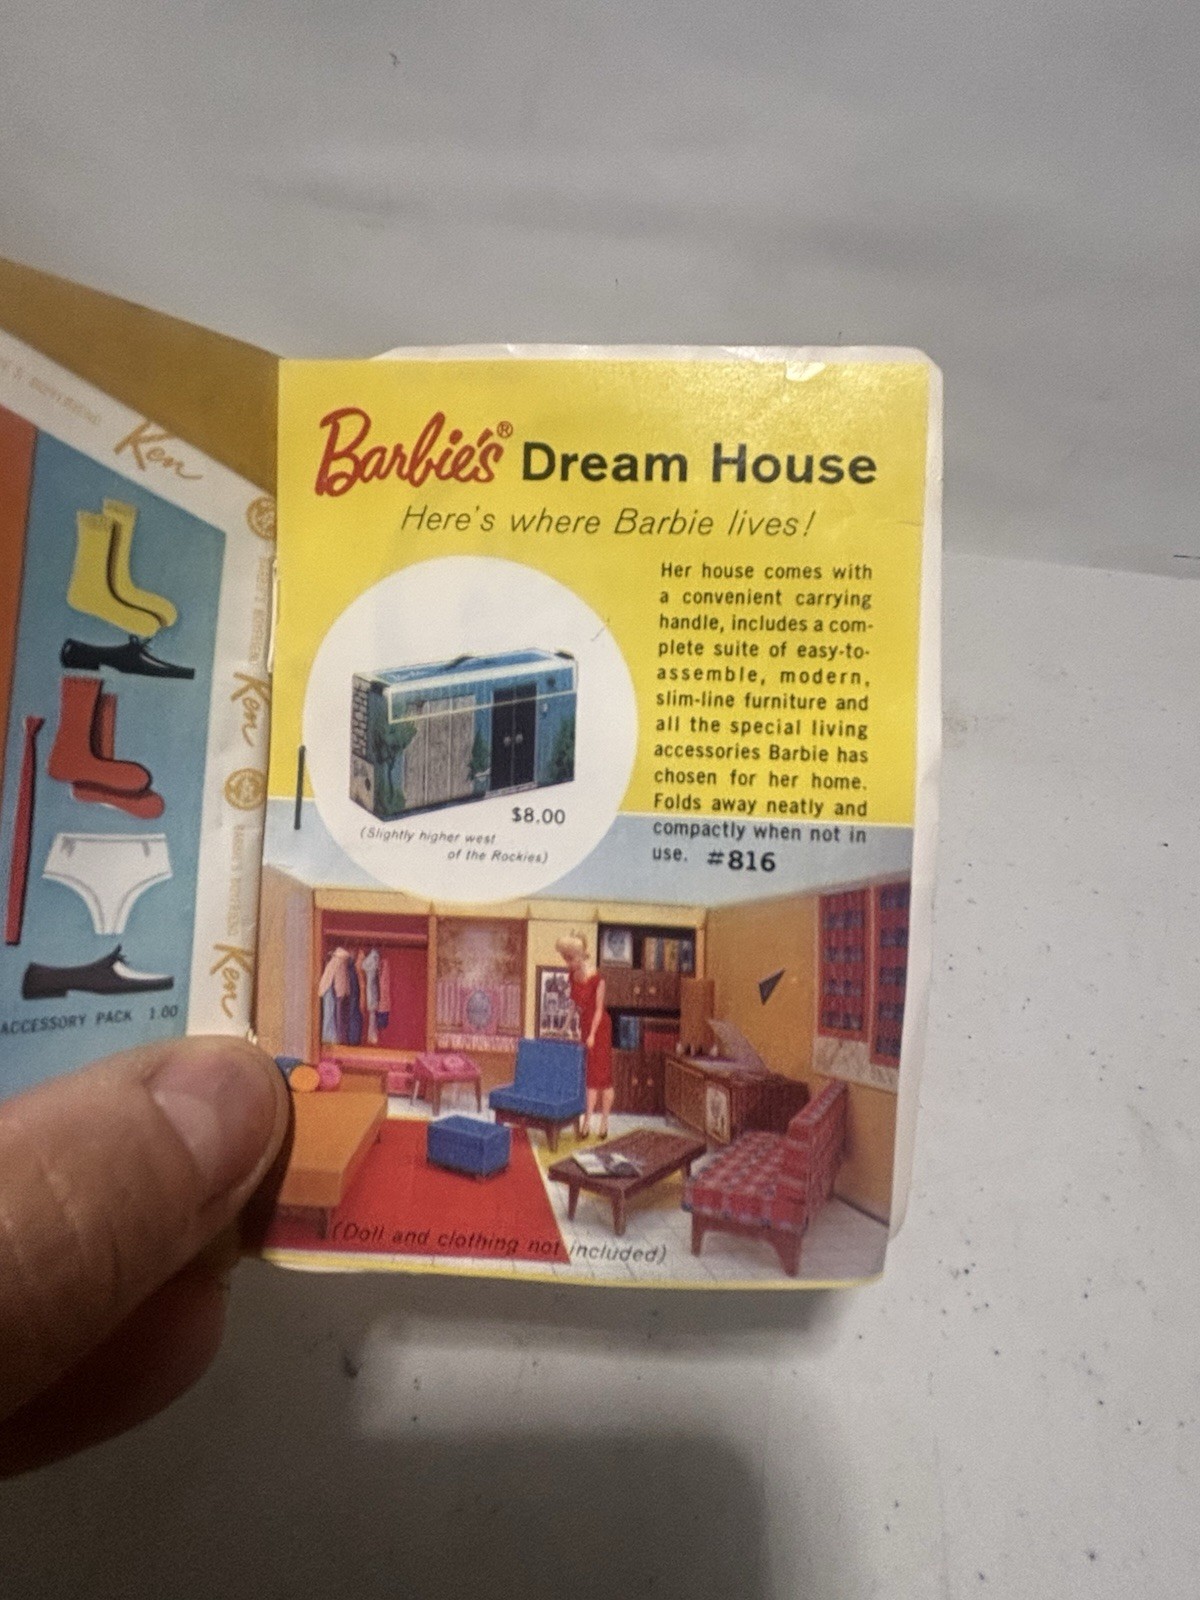 Ken
Ken
Ken
ACCESSORY PACK 1.00
Barbie's® Dream House
Here's where Barbie lives!
Her house comes with
a convenient carrying
handle, includes a com-
plete suite of easy-to-
assemble, modern,
slim-line furniture and
all the special living
accessories Barbie has
chosen for her home.
Folds away neatly and
compactly when not in
use. #816
$8.00
(Slightly higher west
of the Rockies)
(Doll and clothing not included)